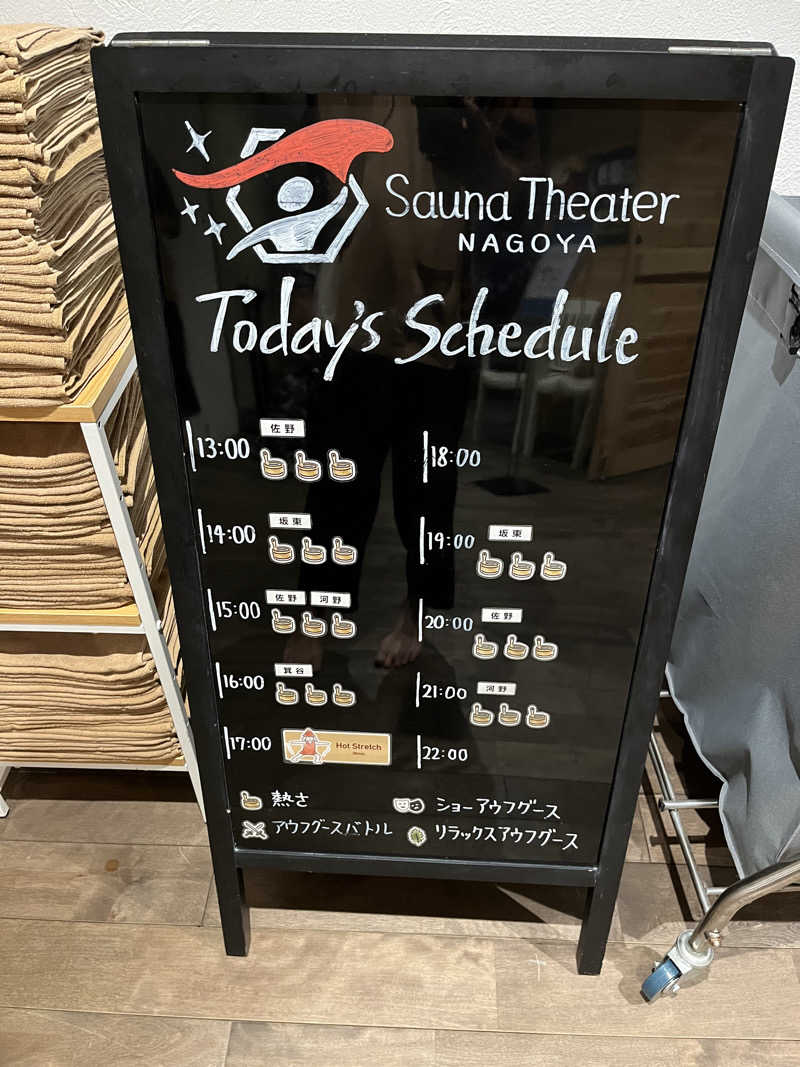 Sauna Theater
NAGOYA
Today's Schedule
佐野
13:00
坂東
14:00
佐野 河野
15:00
箕谷
16:00
17:00
Hot Stretch
18:00
坂東
19:00
佐野
20:00
河野
21:00
22:00
熱さ
ショーアウフグース
アウフグースバトル
リラックスアウフグース